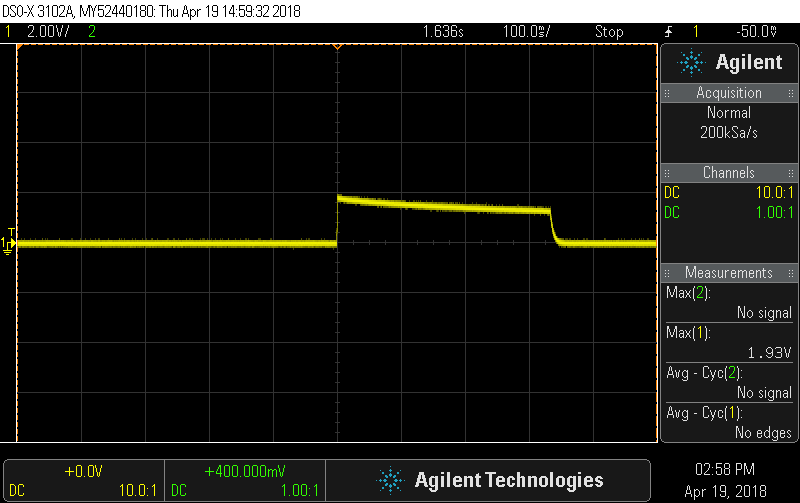 DSO-X 3102A, MY52440180: Thu Apr 19 14:59:32 2018
1 2.00V/ 2 1.636s 100.0ms/ Stop 1 -50.0V
Agilent
Acquisition
Normal
200kSa/s
Channels
DC 10.0:1
DC 1.00:1
T
1
Measurements
Max(2):
No signal
Max(1):
1.93V
Avg - Cyc(2):
No signal
Avg - Cyc(1):
No edges
+0.0V
DC 10.0:1
+400.000mV
DC 1.00:1
Agilent Technologies
02:58 PM
Apr 19, 2018